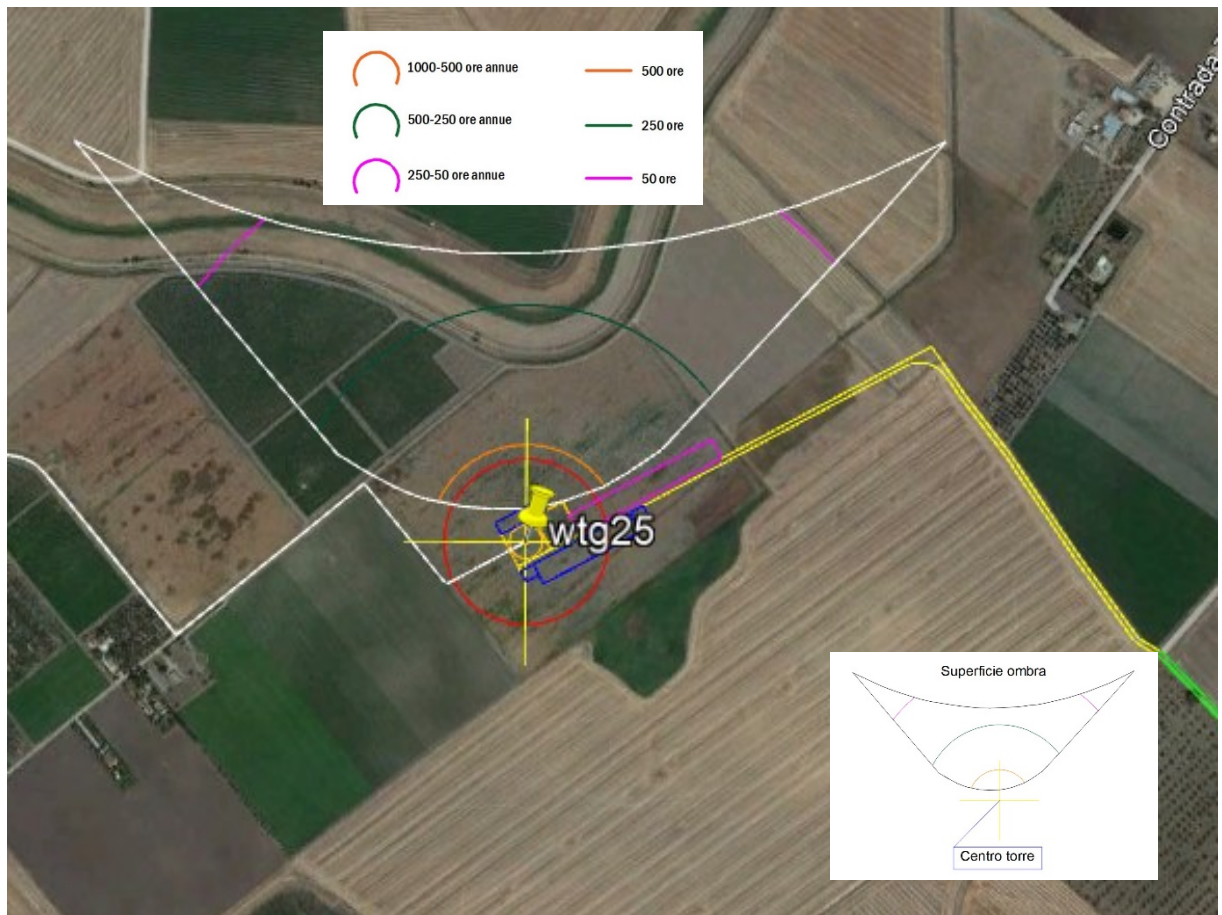 1000-500 ore annue
500 ore
500-250 ore annue
250 ore
250-50 ore annue
50 ore
Contrada
wtg25
Superficie ombra
Centro torre